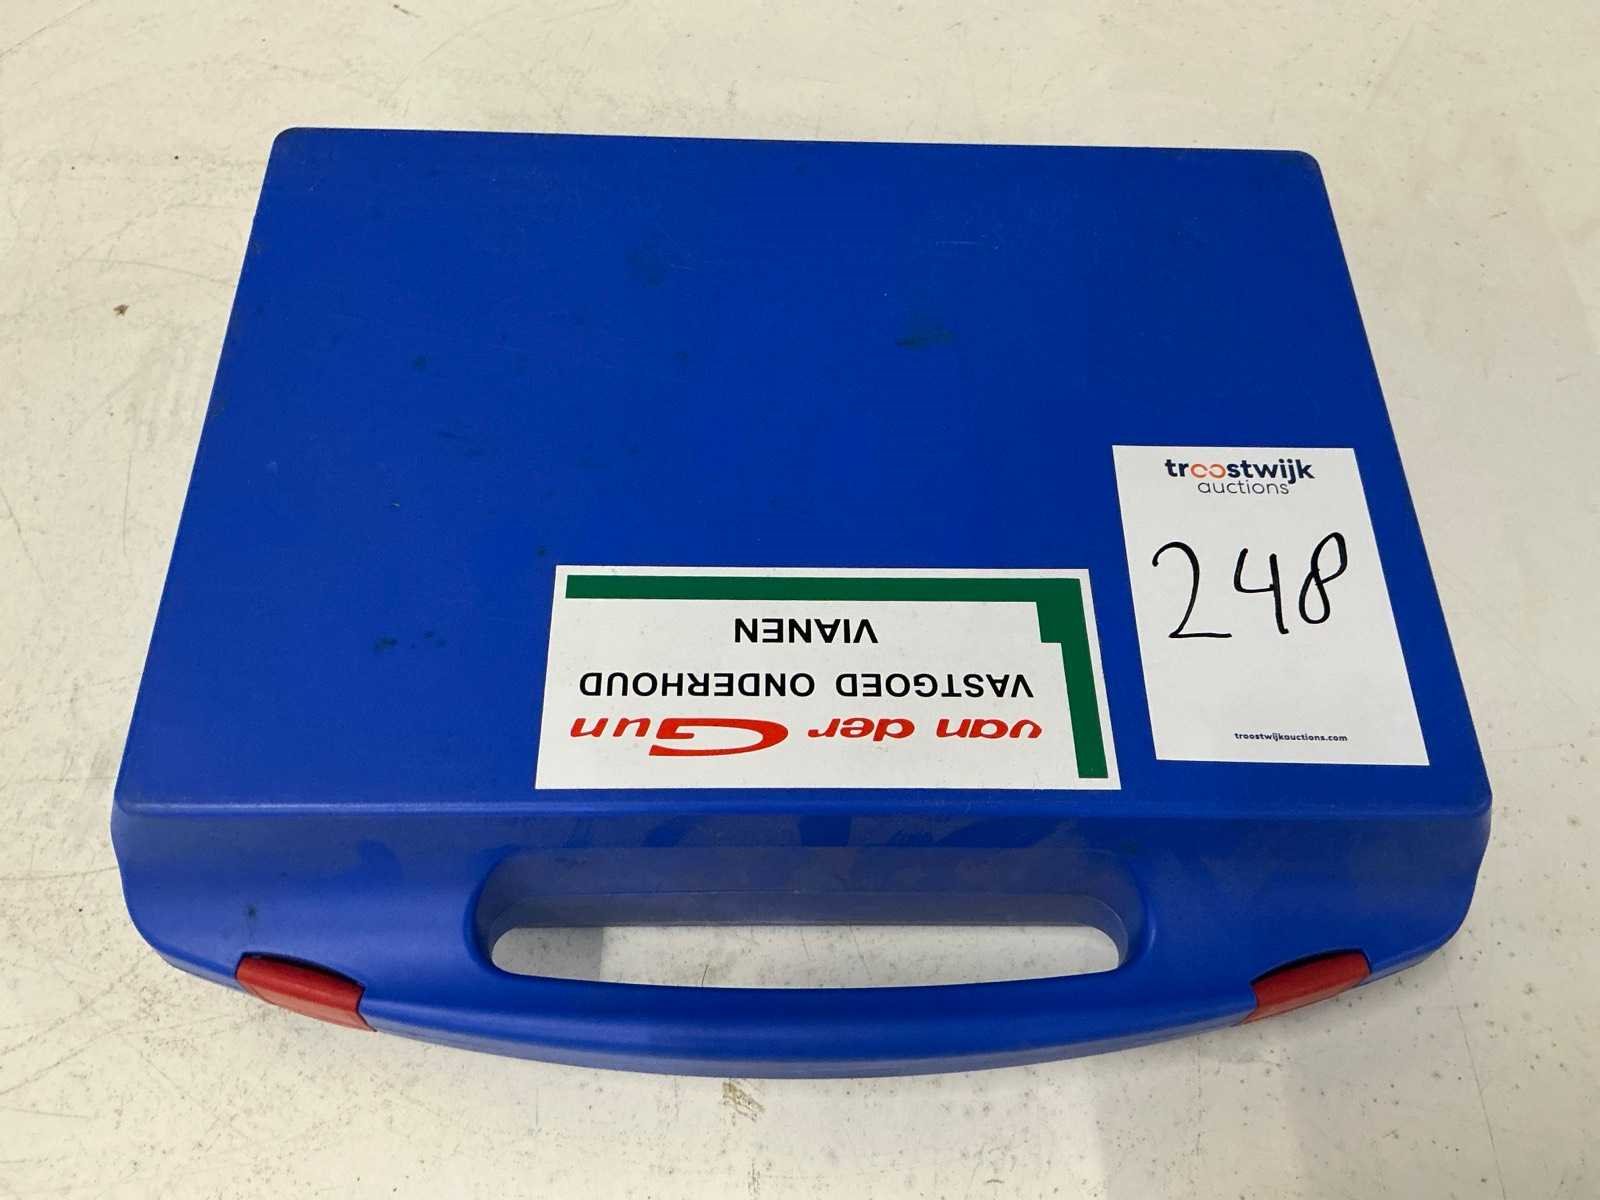 troostwijk
auctions
248
troostwijkauctions.com
van der Gun
VASTGOED ONDERHOUD
VIANEN